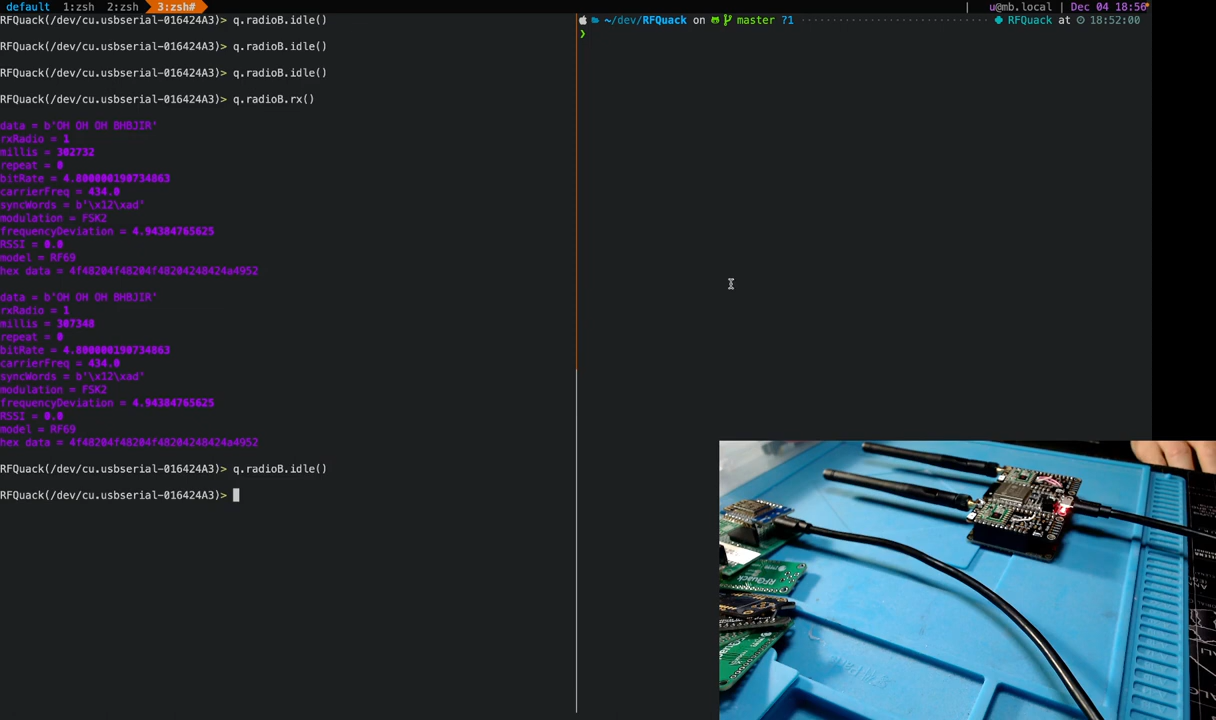 default 1:zsh 2:zsh 3:zsh# | u@mb.local | Dec 04 18:56
RFQuack(/dev/cu.usbserial-016424A3)> q.radioB.idle()
RFQuack(/dev/cu.usbserial-016424A3)> q.radioB.idle()
RFQuack(/dev/cu.usbserial-016424A3)> q.radioB.idle()
RFQuack(/dev/cu.usbserial-016424A3)> q.radioB.rx()
data = b'OH OH OH BHBJIR'
rxRadio = 1
millis = 302732
repeat = 0
bitRate = 4.800000190734863
carrierFreq = 434.0
syncWords = b'\x12\xad'
modulation = FSK2
frequencyDeviation = 4.94384765625
RSSI = 0.0
model = RF69
hex data = 4f48204f48204f48204248424a4952
data = b'OH OH OH BHBJIR'
rxRadio = 1
millis = 307348
repeat = 0
bitRate = 4.800000190734863
carrierFreq = 434.0
syncWords = b'\x12\xad'
modulation = FSK2
frequencyDeviation = 4.94384765625
RSSI = 0.0
model = RF69
hex data = 4f48204f48204f48204248424a4952
RFQuack(/dev/cu.usbserial-016424A3)> q.radioB.idle()
RFQuack(/dev/cu.usbserial-016424A3)>
~/dev/RFQuack on master ?1 RFQuack at 18:52:00
❯
RFQuack